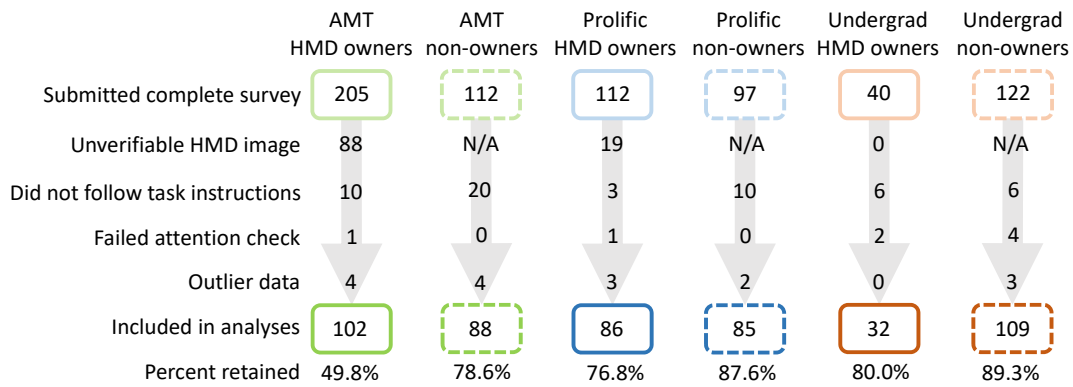 AMT HMD owners AMT non-owners Prolific HMD owners Prolific non-owners Undergrad HMD owners Undergrad non-owners
Submitted complete survey 205 112 112 97 40 122
Unverifiable HMD image 88 N/A 19 N/A 0 N/A
Did not follow task instructions 10 20 3 10 6 6
Failed attention check 1 0 1 0 2 4
Outlier data 4 4 3 2 0 3
Included in analyses 102 88 86 85 32 109
Percent retained 49.8% 78.6% 76.8% 87.6% 80.0% 89.3%